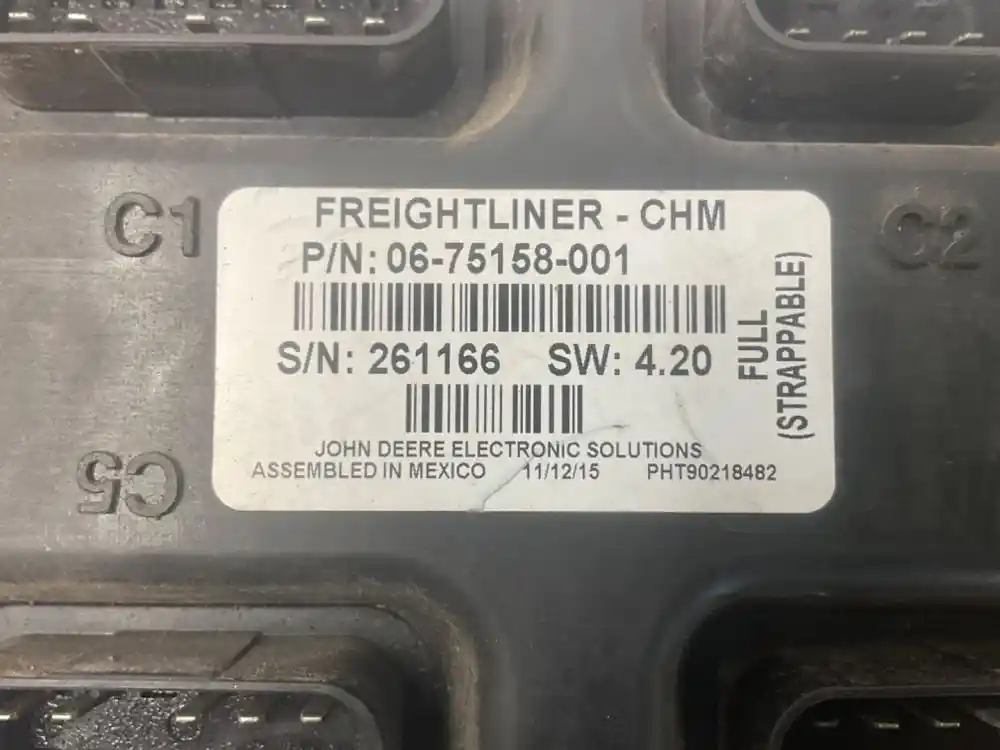 C1
C2
FREIGHTLINER - CHM
P/N: 06-75158-001
S/N: 261166 SW: 4.20
FULL
(STRAPPABLE)
JOHN DEERE ELECTRONIC SOLUTIONS
ASSEMBLED IN MEXICO 11/12/15 PHT90218482
C5